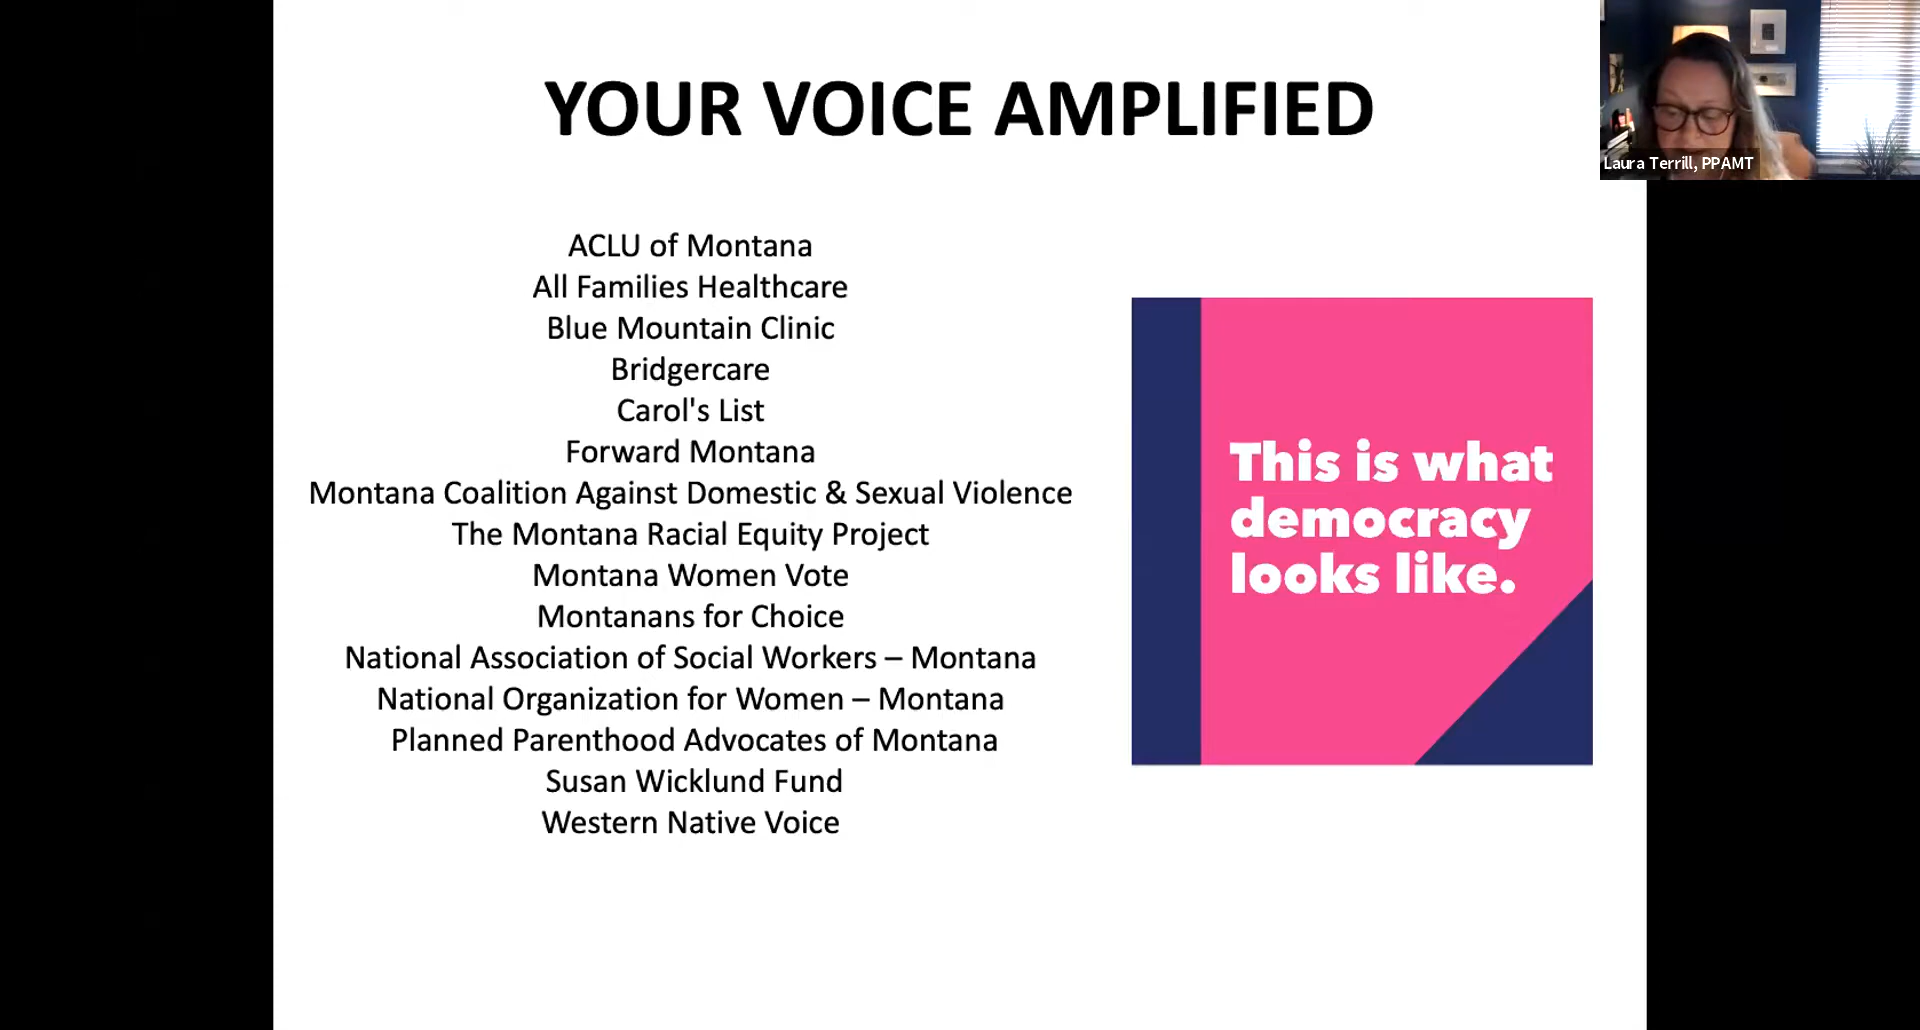 YOUR VOICE AMPLIFIED
Laura Terrill, PPAMT
ACLU of Montana
All Families Healthcare
Blue Mountain Clinic
Bridgercare
Carol's List
Forward Montana
Montana Coalition Against Domestic & Sexual Violence
The Montana Racial Equity Project
Montana Women Vote
Montanans for Choice
National Association of Social Workers – Montana
National Organization for Women – Montana
Planned Parenthood Advocates of Montana
Susan Wicklund Fund
Western Native Voice
This is what
democracy
looks like.